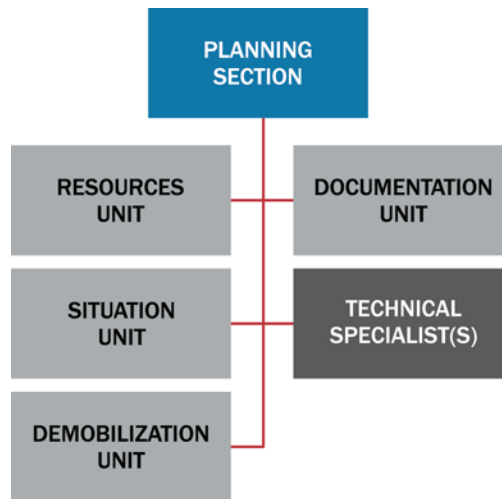 PLANNING
SECTION
RESOURCES
UNIT
DOCUMENTATION
UNIT
SITUATION
UNIT
TECHNICAL
SPECIALIST(S)
DEMOBILIZATION
UNIT